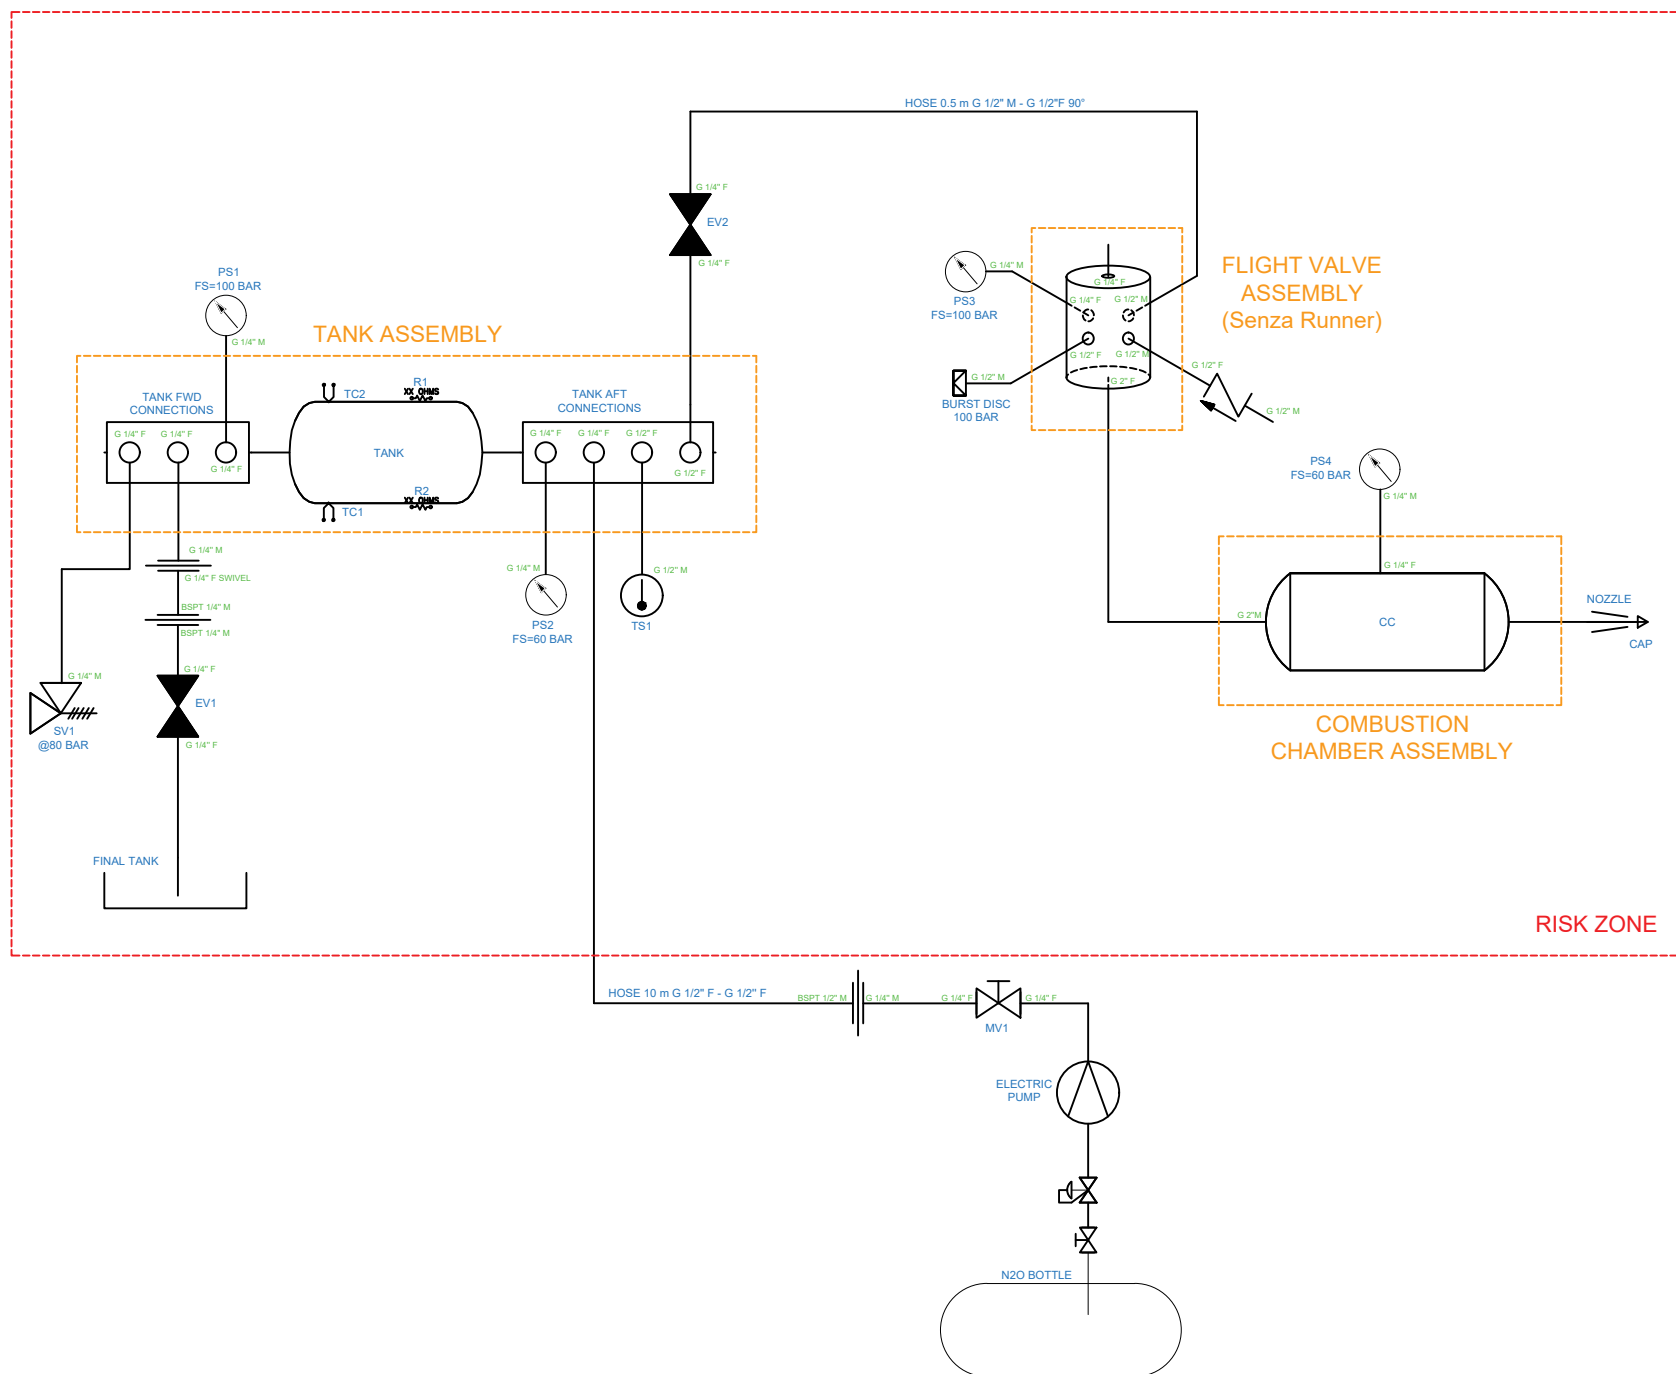 HOSE 0.5 m G 1/2" M - G 1/2"F 90°
G 1/4" F
EV2
G 1/4" F
PS1
FS=100 BAR
G 1/4" M
TANK ASSEMBLY
G 1/4" M
PS3
FS=100 BAR
G 1/4" F
G 1/4" F
G 1/2" M
G 1/2" F
G 1/2" M
G 2" F
G 1/2" M
BURST DISC
100 BAR
G 1/2" F
G 1/2" M
FLIGHT VALVE
ASSEMBLY
(Senza Runner)
TANK FWD
CONNECTIONS
G 1/4" F
G 1/4" F
G 1/4" F
TC2
R1
XX OHMS
TANK
R2
XX OHMS
TC1
TANK AFT
CONNECTIONS
G 1/4" F
G 1/4" F
G 1/2" F
G 1/2" F
PS4
FS=60 BAR
G 1/4" M
G 1/4" F
G 1/4" M
G 1/4" F SWIVEL
BSPT 1/4" M
BSPT 1/4" M
G 1/4" F
EV1
G 1/4" F
G 1/4" M
SV1
@80 BAR
G 1/4" M
PS2
FS=60 BAR
G 1/2" M
TS1
G 2"M
CC
NOZZLE
CAP
COMBUSTION
CHAMBER ASSEMBLY
FINAL TANK
RISK ZONE
HOSE 10 m G 1/2" F - G 1/2" F
BSPT 1/2" M
G 1/4" M
G 1/4" F
G 1/4" F
MV1
ELECTRIC
PUMP
N2O BOTTLE